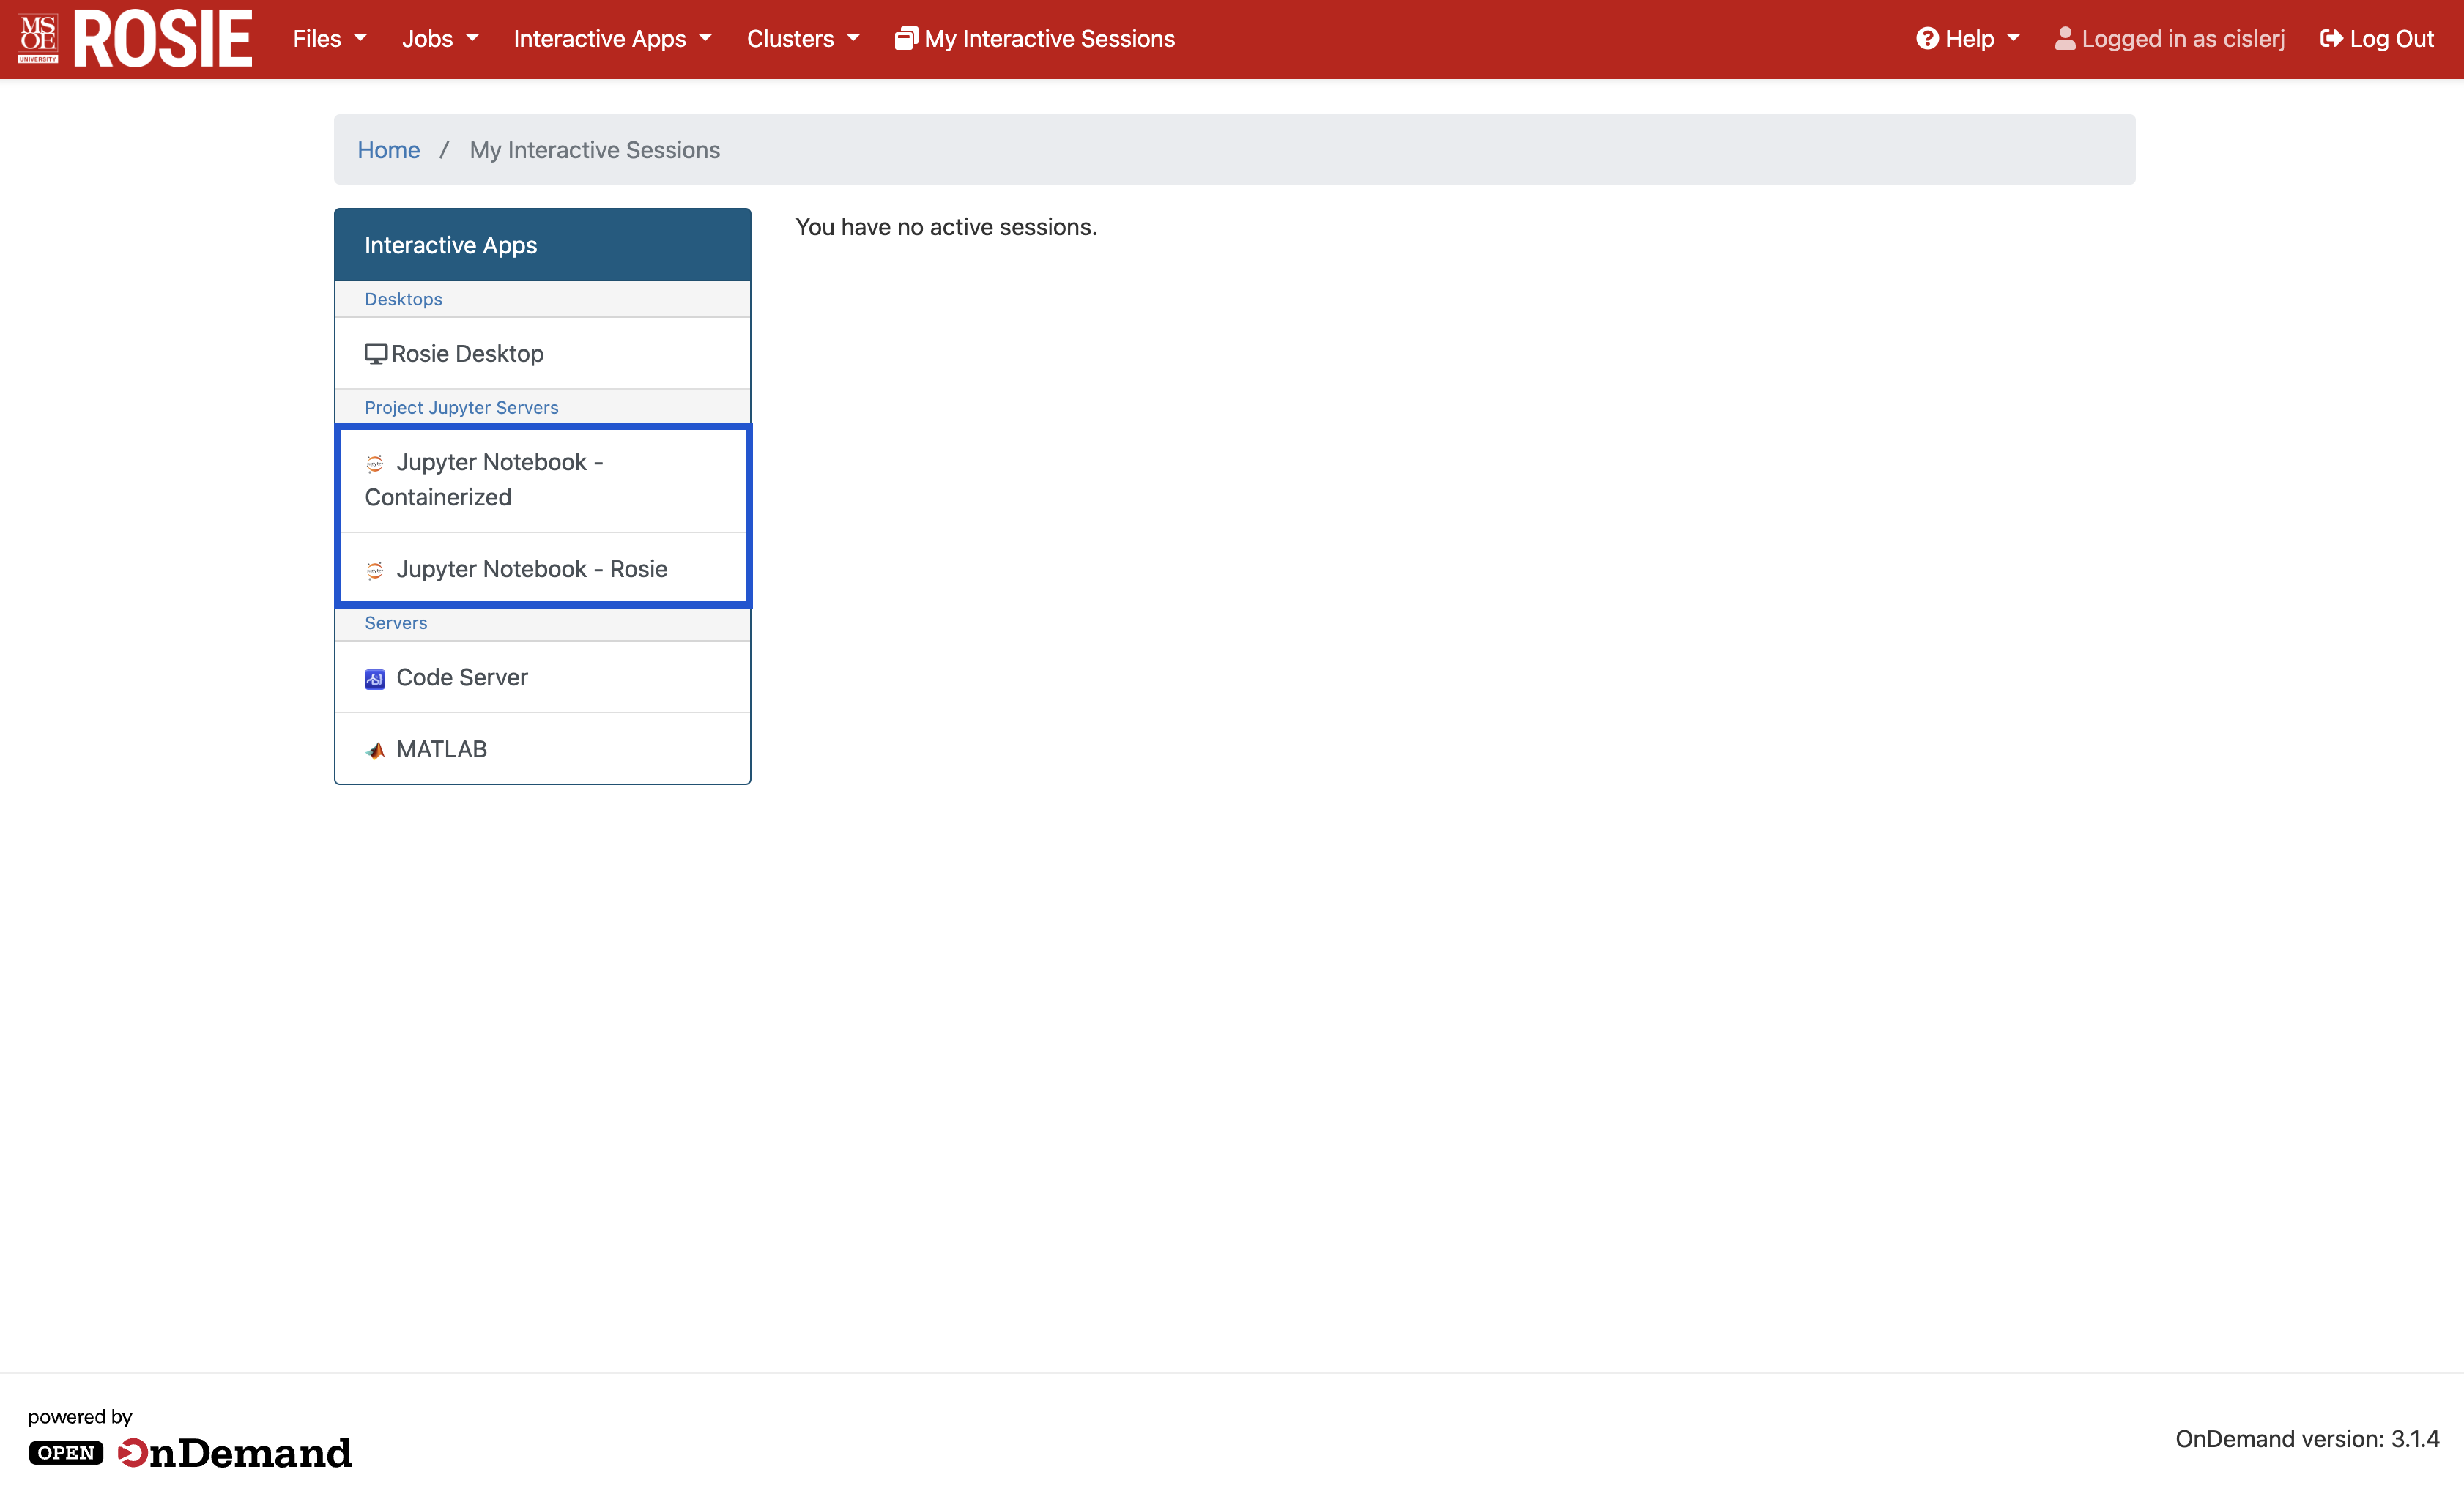 MS
OE
UNIVERSITY
ROSIE
Files
Jobs
Interactive Apps
Clusters
My Interactive Sessions
Help
Logged in as cislerj
Log Out
Home / My Interactive Sessions
Interactive Apps
You have no active sessions.
Desktops
Rosie Desktop
Project Jupyter Servers
Jupyter Notebook -
Containerized
Jupyter Notebook - Rosie
Servers
Code Server
MATLAB
powered by
OPEN OnDemand
OnDemand version: 3.1.4